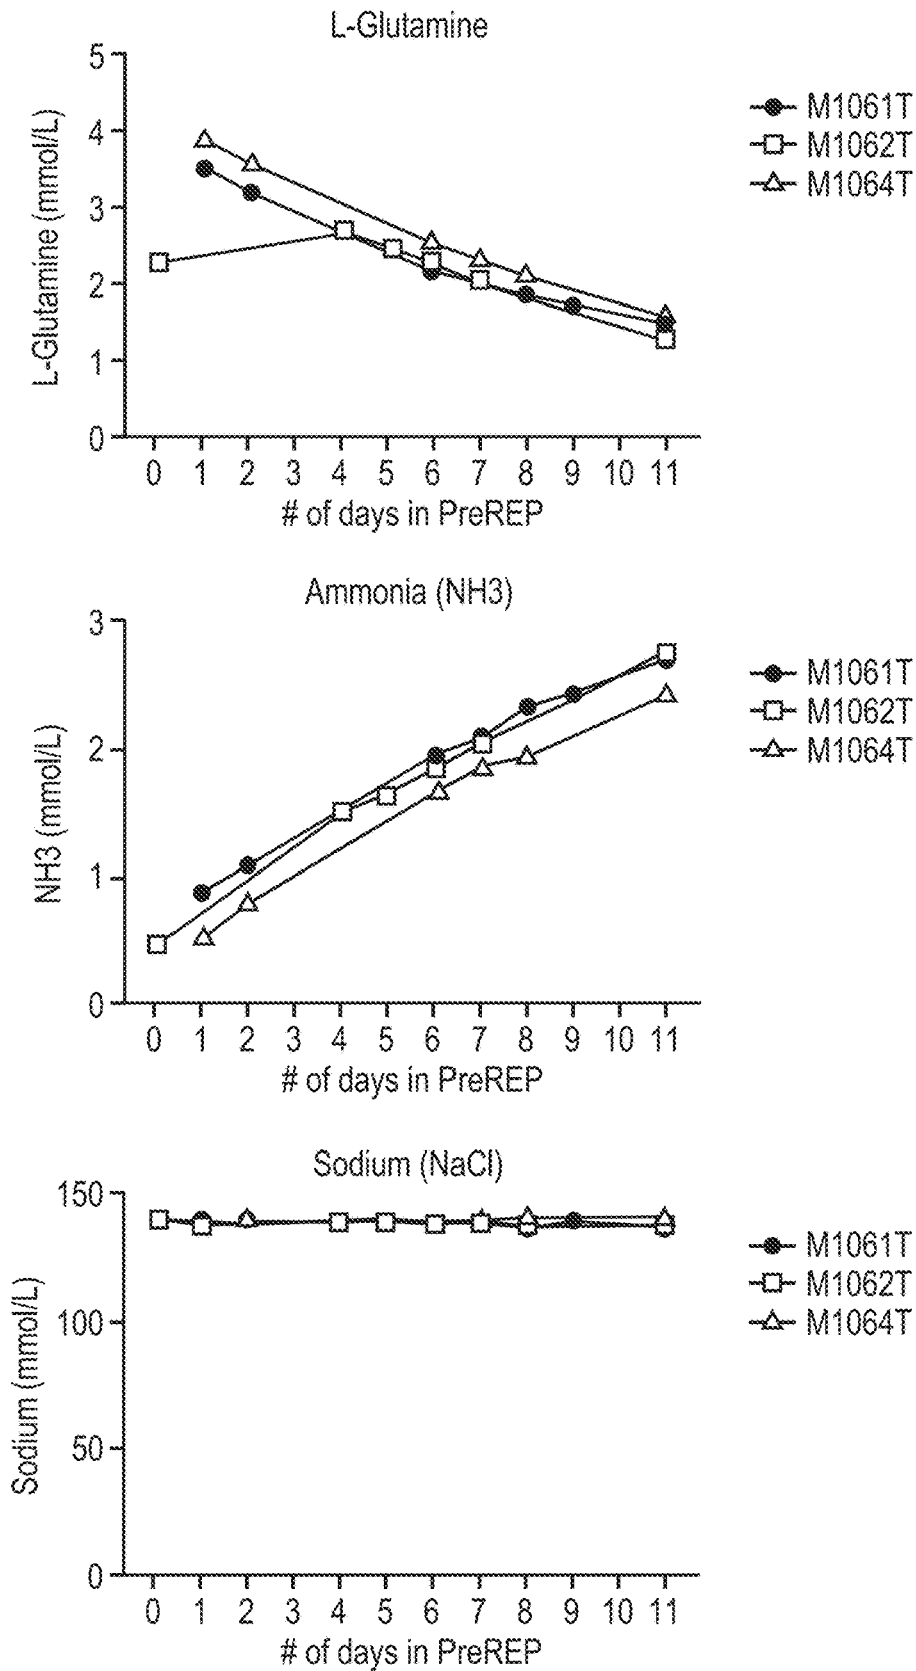 L-Glutamine
5
4
3
2
1
0
L-Glutamine (mmol/L)
0 1 2 3 4 5 6 7 8 9 10 11
# of days in PreREP
M1061T
M1062T
M1064T
Ammonia (NH3)
3
2
1
0
NH3 (mmol/L)
0 1 2 3 4 5 6 7 8 9 10 11
# of days in PreREP
M1061T
M1062T
M1064T
Sodium (NaCl)
150
100
50
0
Sodium (mmol/L)
0 1 2 3 4 5 6 7 8 9 10 11
# of days in PreREP
M1061T
M1062T
M1064T